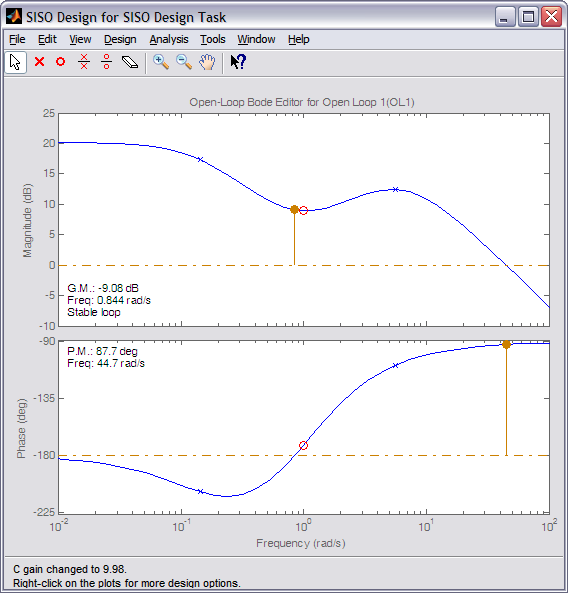 SISO Design for SISO Design Task
File Edit View Design Analysis Tools Window Help
Open-Loop Bode Editor for Open Loop 1(OL1)
25
20
15
10
5
0
-5
-10
Magnitude (dB)
G.M.: -9.08 dB
Freq: 0.844 rad/s
Stable loop
-90
-135
-180
-225
Phase (deg)
P.M.: 87.7 deg
Freq: 44.7 rad/s
10^-2 10^-1 10^0 10^1 10^2
Frequency (rad/s)
C gain changed to 9.98.
Right-click on the plots for more design options.